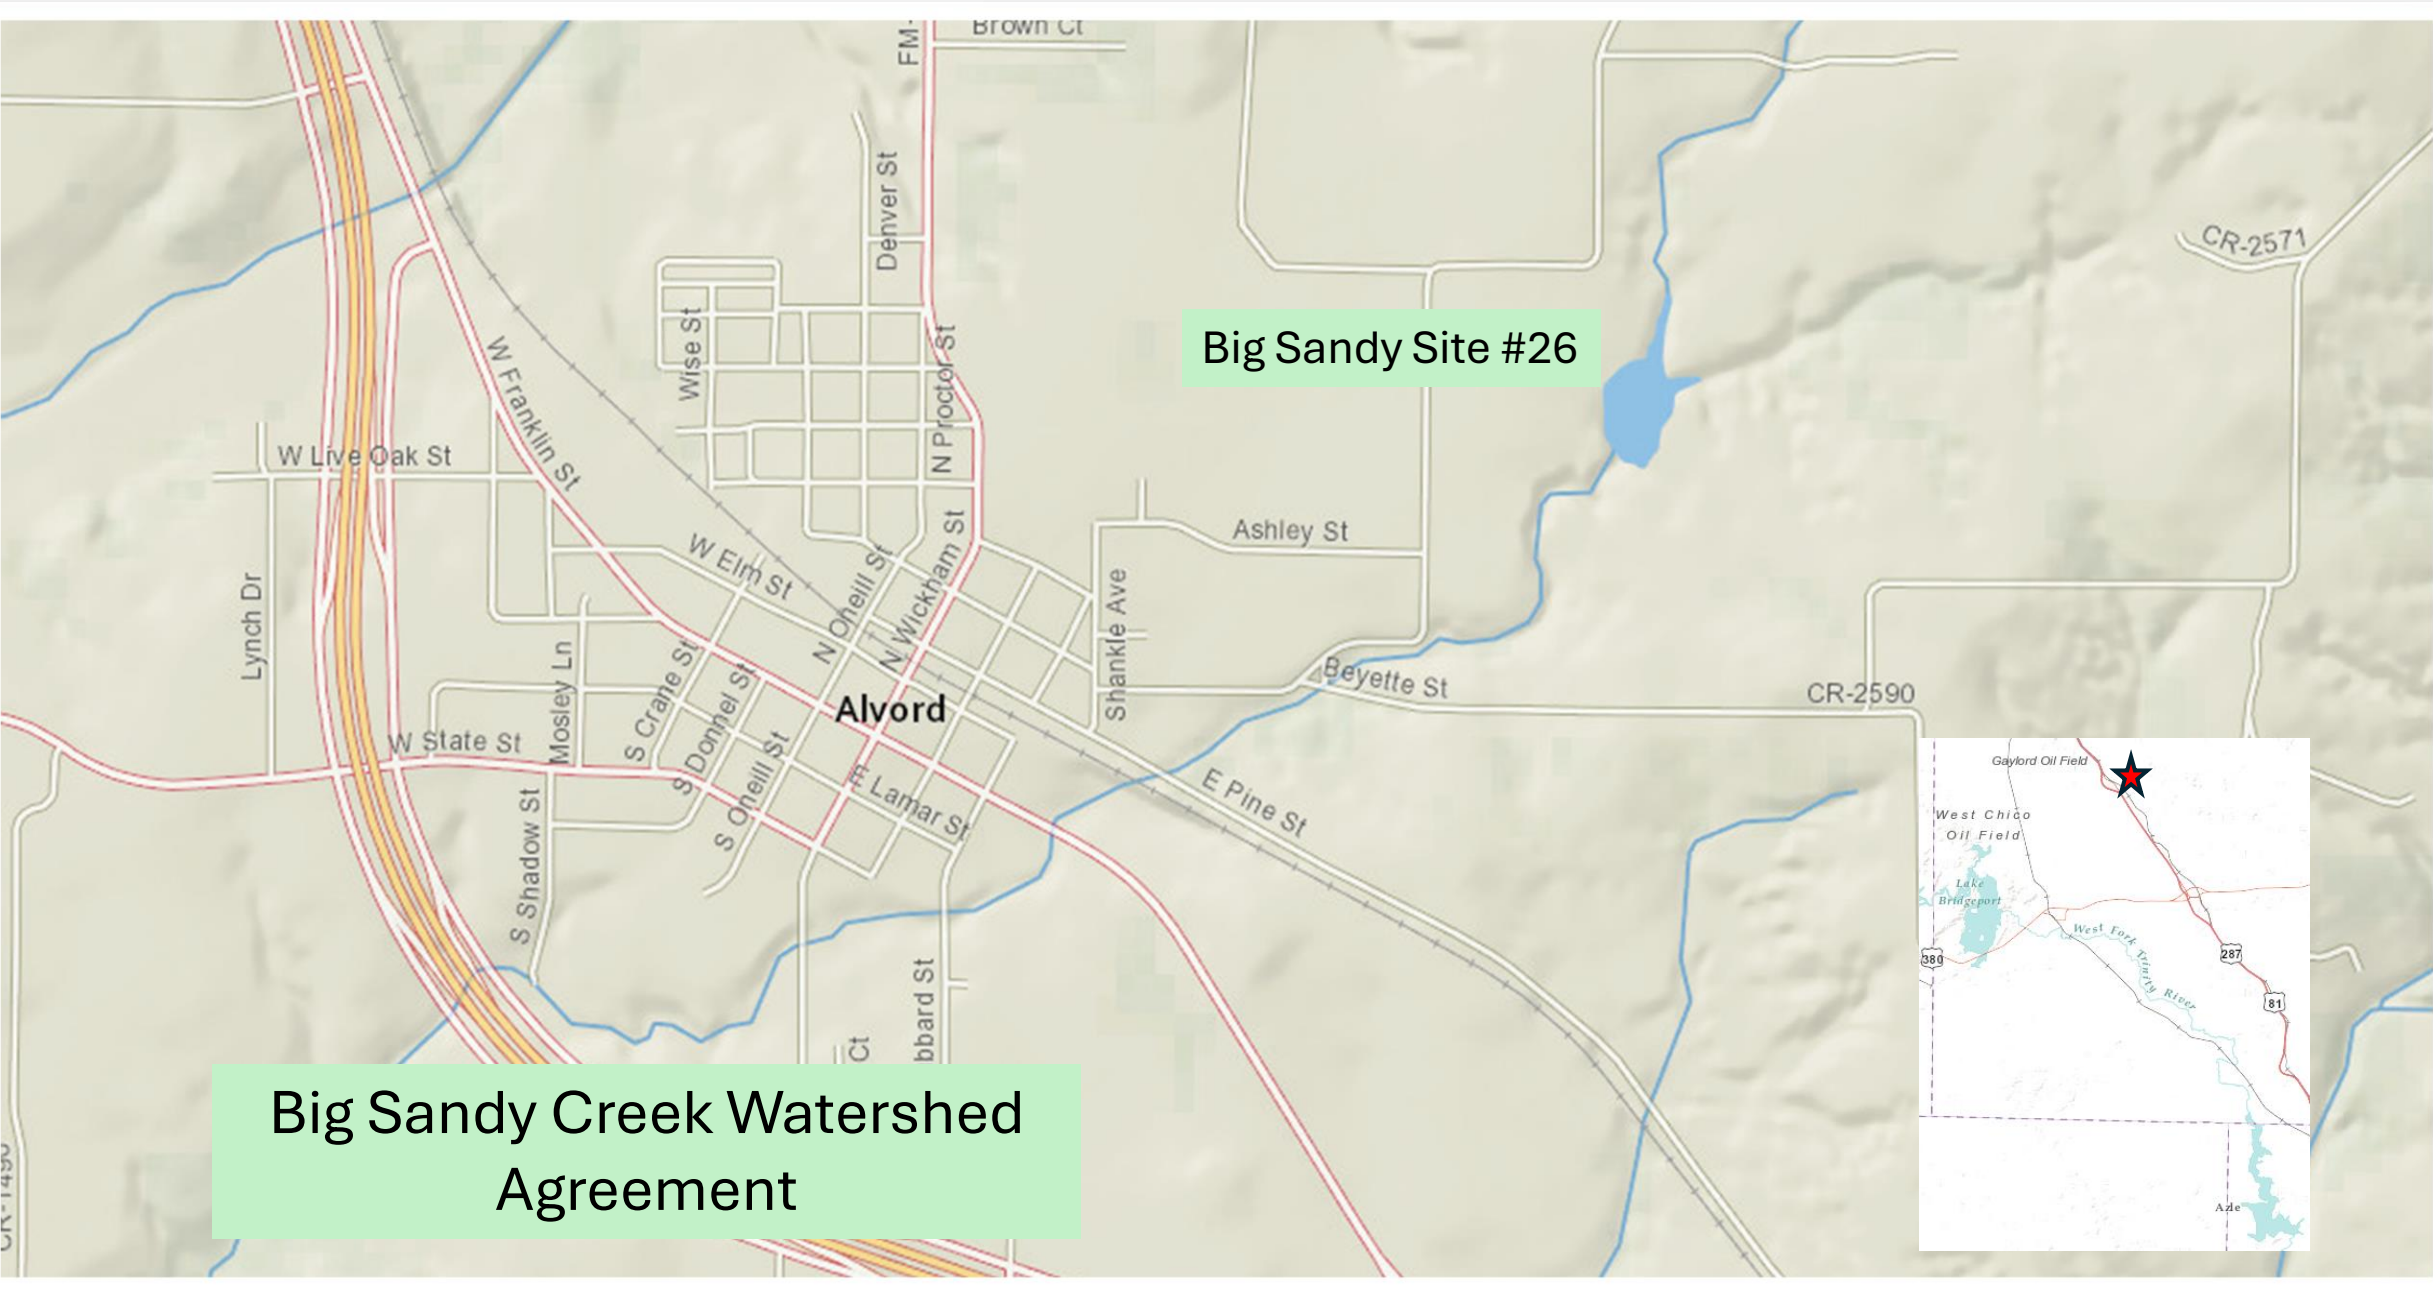 Brown Ct
FM-
Denver St
CR-2571
Wise St
N Proctor St
Big Sandy Site #26
W Franklin St
W Live Oak St
Ashley St
W Elm St
N Oneill St
N Wickham St
Lynch Dr
Shankle Ave
Mosley Ln
S Crane St
S Donnel St
Beyette St
CR-2590
Alvord
W State St
S Oneill St
E Lamar St
E Pine St
S Shadow St
bbard St
Ct
CR-1490
Big Sandy Creek Watershed
Agreement
Gaylord Oil Field
West Chico
Oil Field
Lake
Bridgeport
West Fork Trinity River
380
287
81
Azle